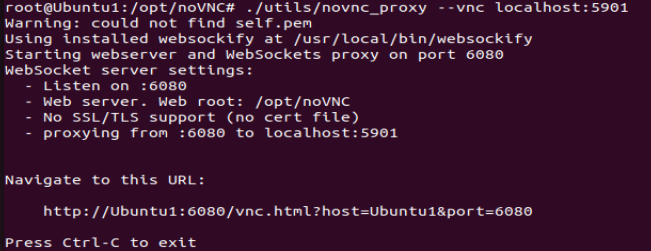 root@Ubuntu1:/opt/noVNC# ./utils/novnc_proxy --vnc localhost:5901
Warning: could not find self.pem
Using installed websockify at /usr/local/bin/websockify
Starting webserver and WebSockets proxy on port 6080
WebSocket server settings:
  - Listen on :6080
  - Web server. Web root: /opt/noVNC
  - No SSL/TLS support (no cert file)
  - proxying from :6080 to localhost:5901
Navigate to this URL:
    http://Ubuntu1:6080/vnc.html?host=Ubuntu1&port=6080
Press Ctrl-C to exit